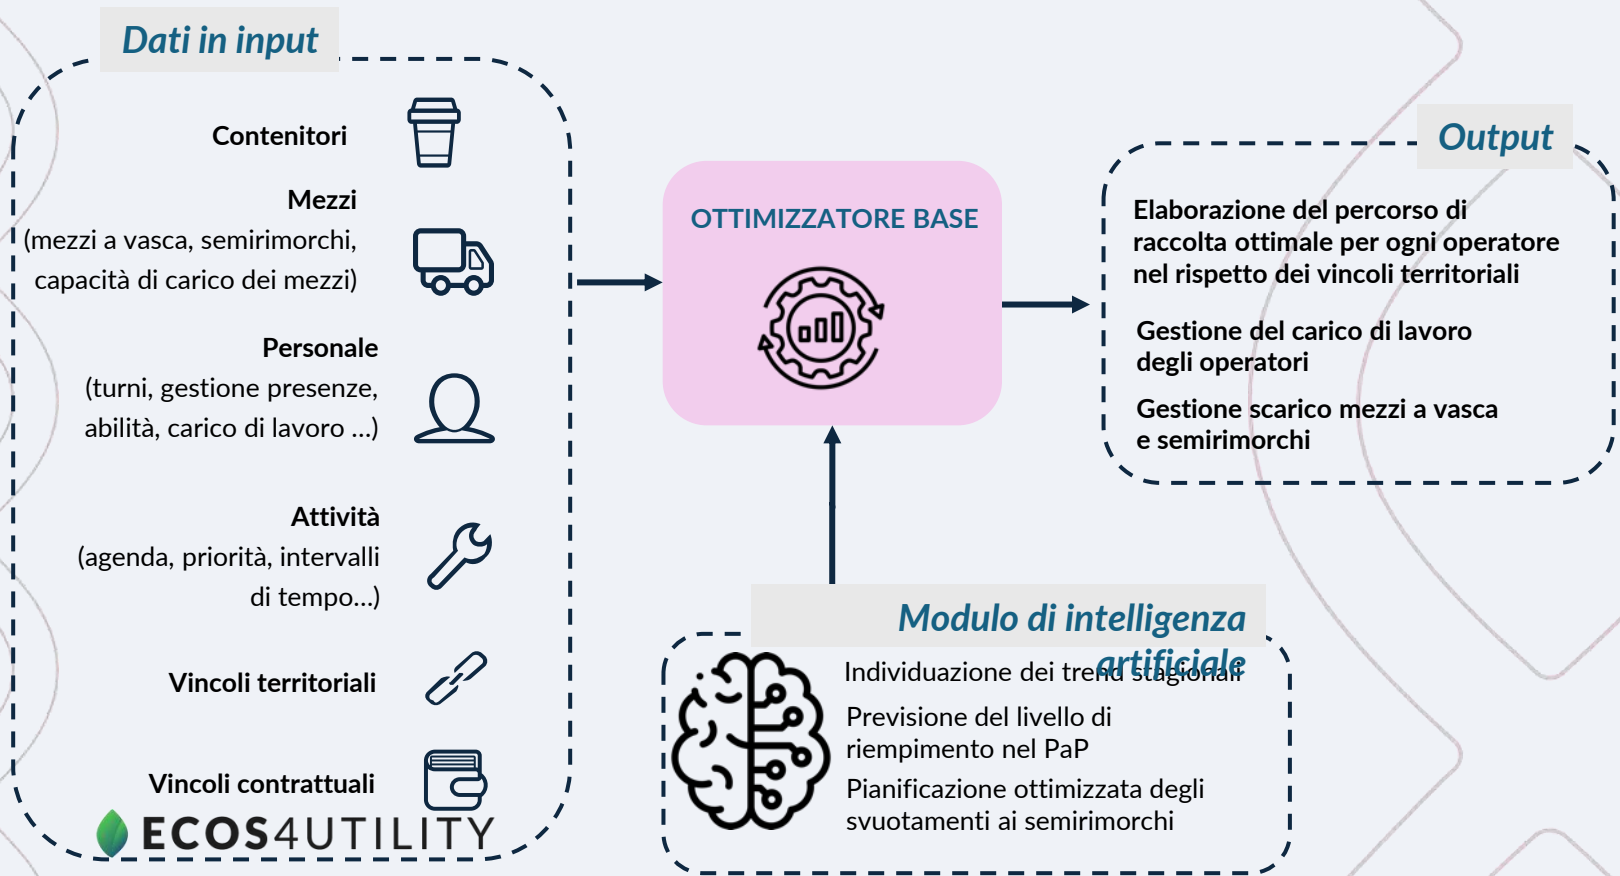 Dati in input
Contenitori
Mezzi
(mezzi a vasca, semirimorchi,
capacità di carico dei mezzi)
Personale
(turni, gestione presenze,
abilità, carico di lavoro ...)
Attività
(agenda, priorità, intervalli
di tempo...)
Vincoli territoriali
Vincoli contrattuali
ECOS4UTILITY
OTTIMIZZATORE BASE
Output
Elaborazione del percorso di
raccolta ottimale per ogni operatore
nel rispetto dei vincoli territoriali
Gestione del carico di lavoro
degli operatori
Gestione scarico mezzi a vasca
e semirimorchi
Modulo di intelligenza
artificiale
Individuazione dei trend stagionali
Previsione del livello di
riempimento nel PaP
Pianificazione ottimizzata degli
svuotamenti ai semirimorchi